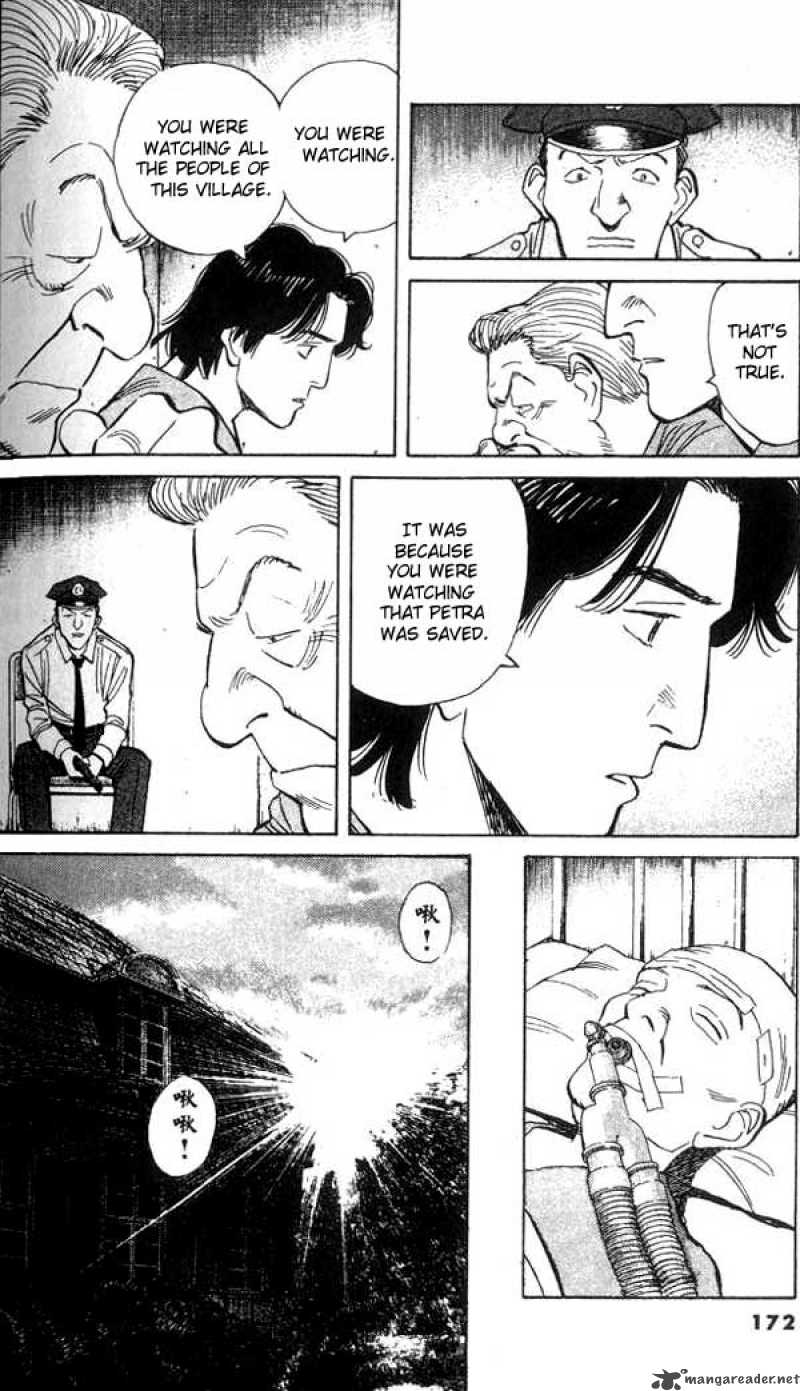 THAT'S
NOT
TRUE.
YOU WERE
WATCHING.
YOU WERE
WATCHING ALL
THE PEOPLE OF
THIS VILLAGE.
IT WAS
BECAUSE
YOU WERE
WATCHING
THAT PETRA
WAS SAVED.
啾!
啾啾!
172
mangareader.net